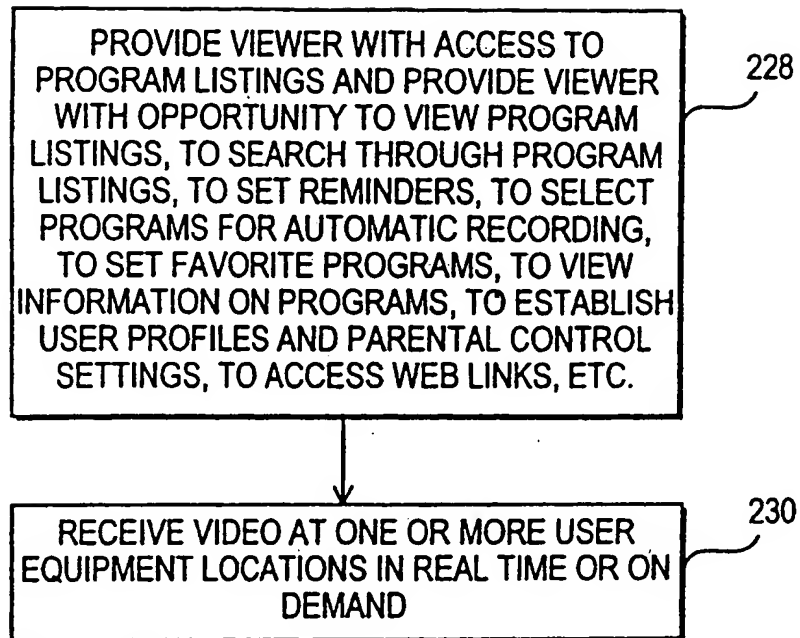 PROVIDE VIEWER WITH ACCESS TO
PROGRAM LISTINGS AND PROVIDE VIEWER
WITH OPPORTUNITY TO VIEW PROGRAM
LISTINGS, TO SEARCH THROUGH PROGRAM
LISTINGS, TO SET REMINDERS, TO SELECT
PROGRAMS FOR AUTOMATIC RECORDING,
TO SET FAVORITE PROGRAMS, TO VIEW
INFORMATION ON PROGRAMS, TO ESTABLISH
USER PROFILES AND PARENTAL CONTROL
SETTINGS, TO ACCESS WEB LINKS, ETC.
228
RECEIVE VIDEO AT ONE OR MORE USER
EQUIPMENT LOCATIONS IN REAL TIME OR ON
DEMAND
230